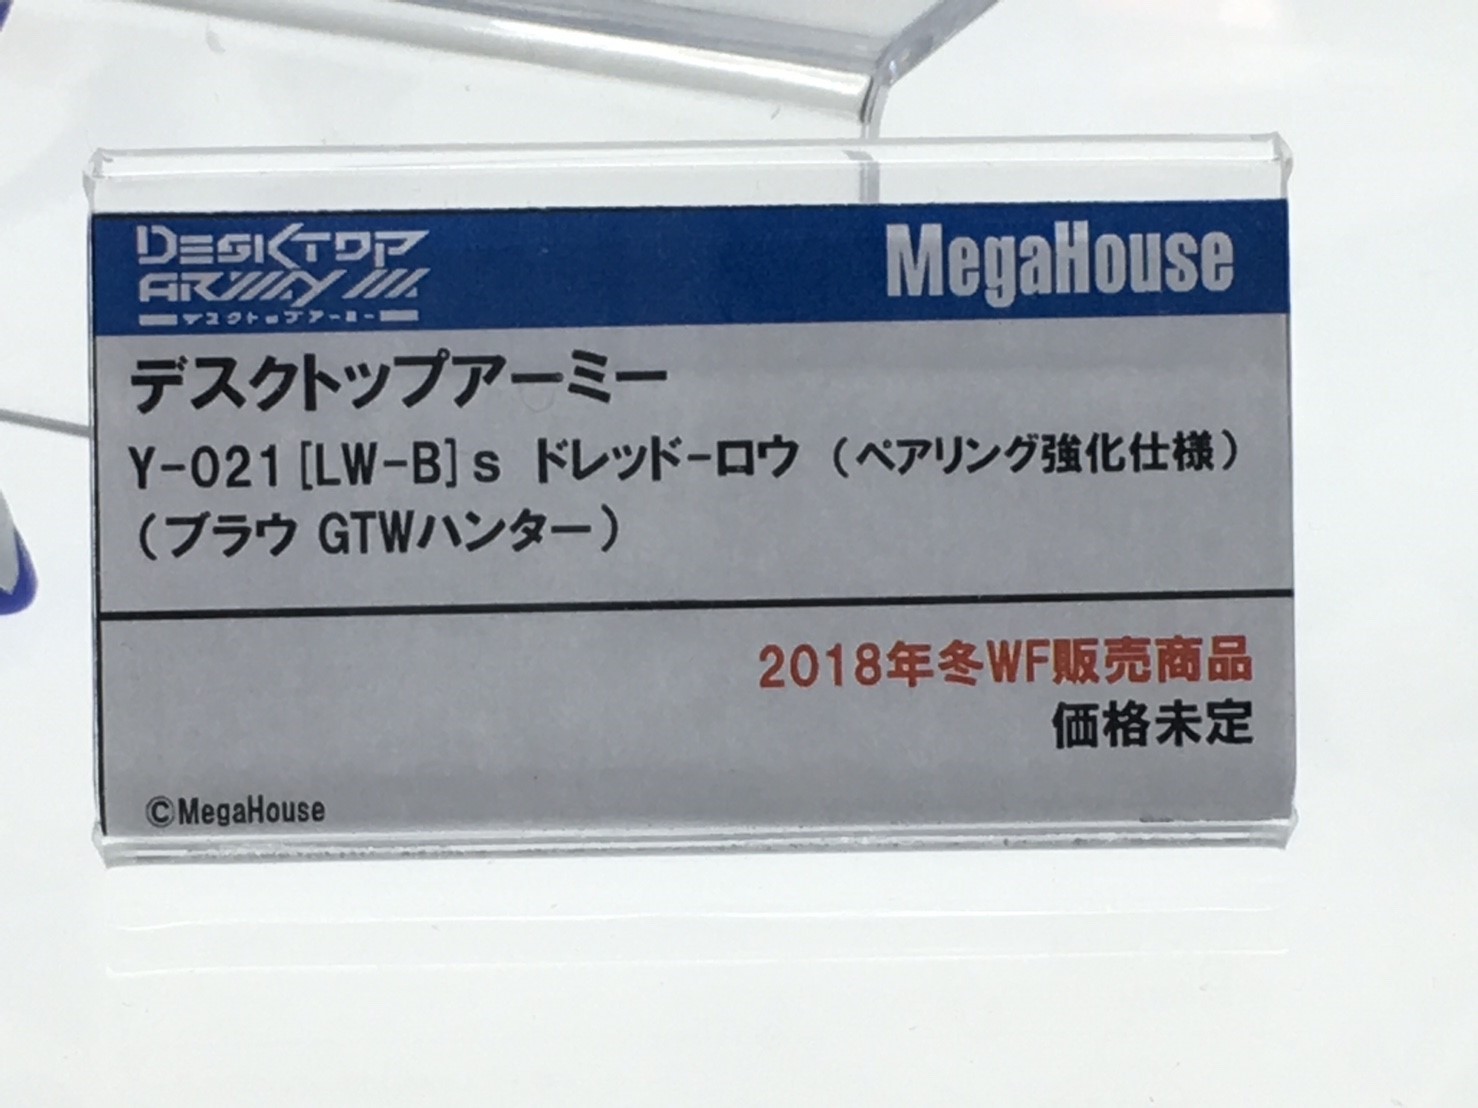 DESKTOP
ARMY
デスクトップアーミー
MegaHouse
デスクトップアーミー
Y-021[LW-B]s ドレッド-ロウ（ペアリング強化仕様）
（ブラウ GTWハンター）
2018年冬WF販売商品
価格未定
©MegaHouse